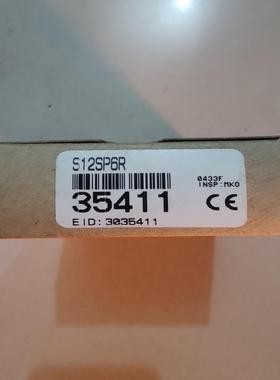 S12SP6R
0433F
INSP:MKO
35411
CE
EID: 3035411